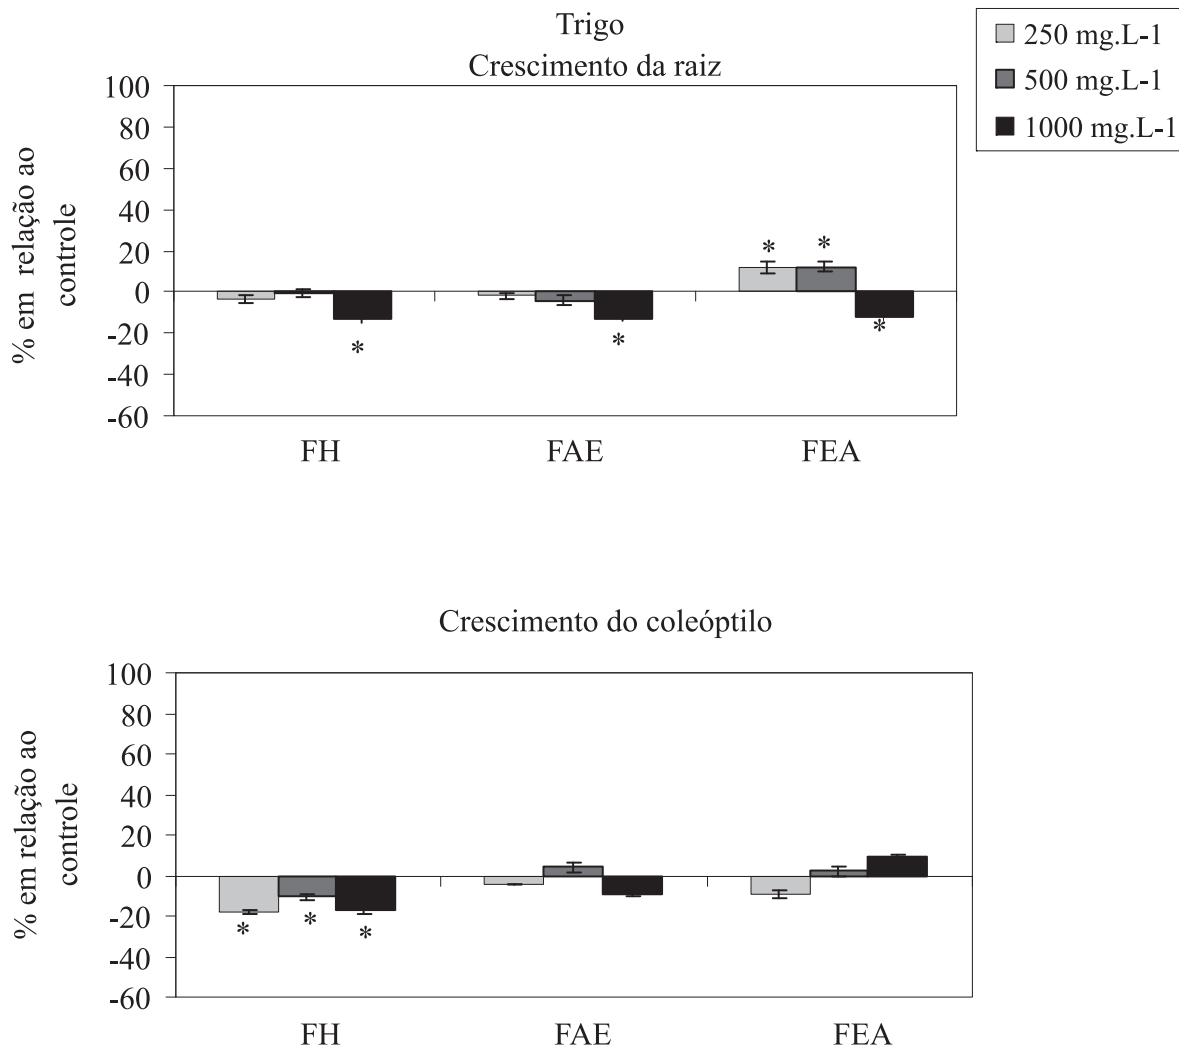 Trigo
Crescimento da raiz
250 mg.L-1
500 mg.L-1
1000 mg.L-1
% em relação ao
controle
100
80
60
40
20
0
-20
-40
-60
*
*
*
*
*
FH
FAE
FEA
Crescimento do coleóptilo
% em relação ao
controle
100
80
60
40
20
0
-20
-40
-60
*
*
*
FH
FAE
FEA